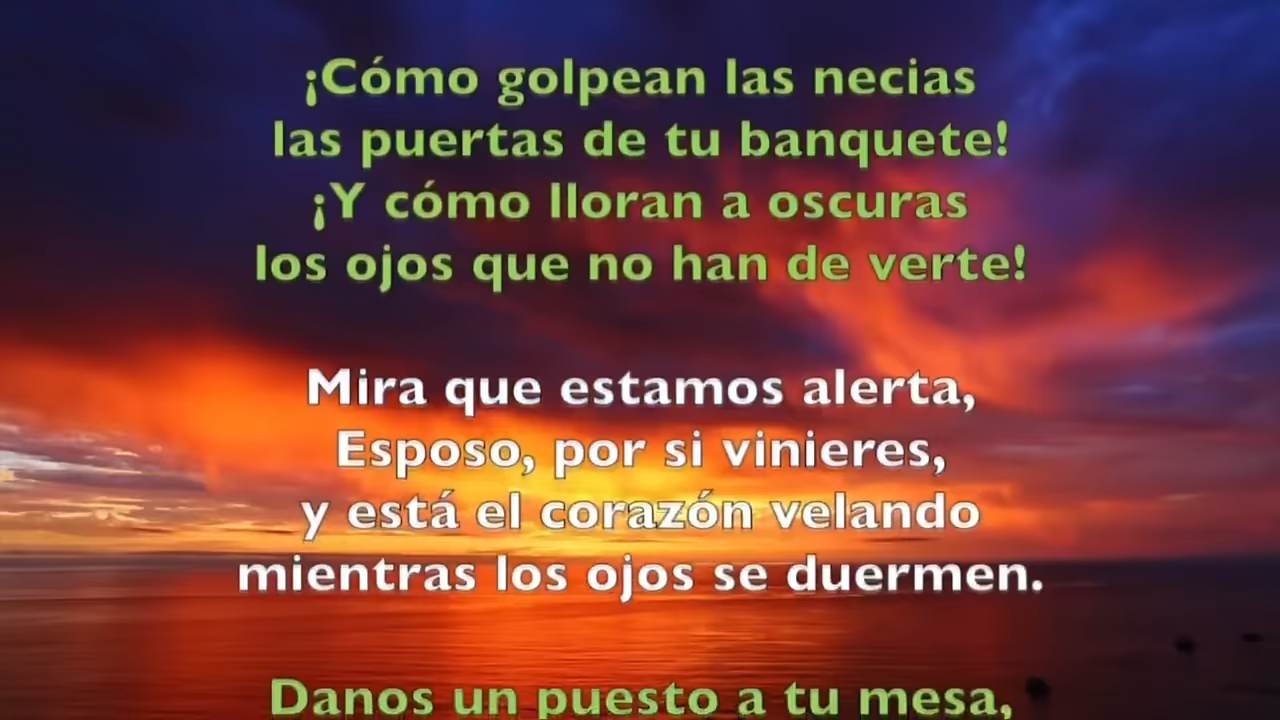 ¡Cómo golpean las necias
las puertas de tu banquete!
¡Y cómo lloran a oscuras
los ojos que no han de verte!
Mira que estamos alerta,
Esposo, por si vinieres,
y está el corazón velando
mientras los ojos se duermen.
Danos un puesto a tu mesa,